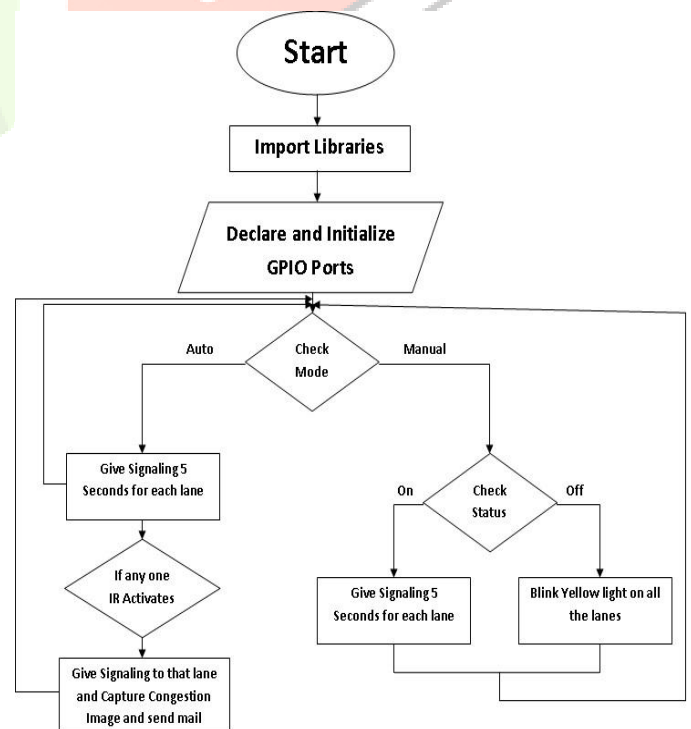 Start
Import Libraries
Declare and Initialize
GPIO Ports
Check
Mode
Auto
Manual
Give Signaling 5
Seconds for each lane
If any one
IR Activates
Give Signaling to that lane
and Capture Congestion
Image and send mail
Check
Status
On
Off
Give Signaling 5
Seconds for each lane
Blink Yellow light on all
the lanes